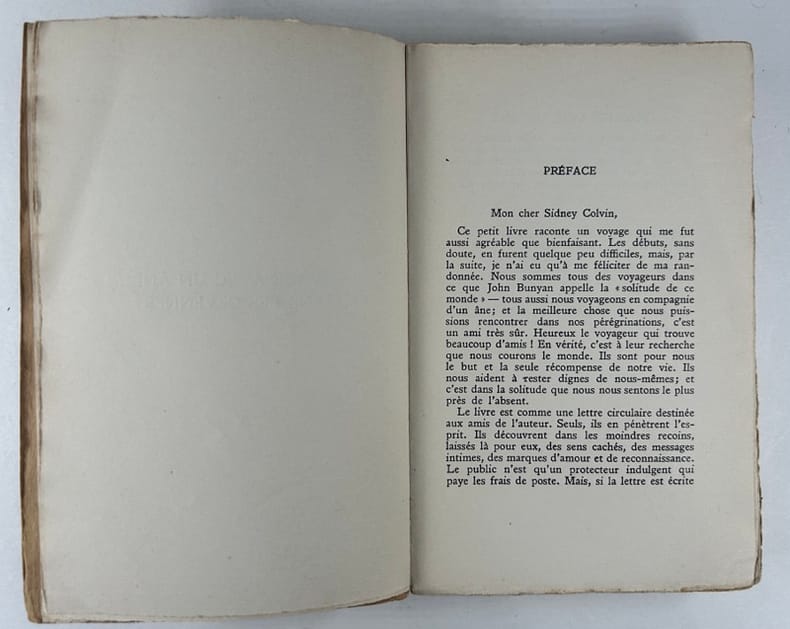 PRÉFACE
Mon cher Sidney Colvin,
Ce petit livre raconte un voyage qui me fut
aussi agréable que bienfaisant. Les débuts, sans
doute, en furent quelque peu difficiles, mais, par
la suite, je n'ai eu qu'à me féliciter de ma ran-
donnée. Nous sommes tous des voyageurs dans
ce que John Bunyan appelle la « solitude de ce
monde » — tous aussi nous voyageons en compagnie
d'un âne; et la meilleure chose que nous puis-
sions rencontrer dans nos pérégrinations, c'est
un ami très sûr. Heureux le voyageur qui trouve
beaucoup d'amis ! En vérité, c'est à leur recherche
que nous courons le monde. Ils sont pour nous
le but et la seule récompense de notre vie. Ils
nous aident à rester dignes de nous-mêmes; et
c'est dans la solitude que nous nous sentons le plus
près de l'absent.
Le livre est comme une lettre circulaire destinée
aux amis de l'auteur. Seuls, ils en pénètrent l'es-
prit. Ils découvrent dans les moindres recoins,
laissés là pour eux, des sens cachés, des messages
intimes, des marques d'amour et de reconnaissance.
Le public n'est qu'un protecteur indulgent qui
paye les frais de poste. Mais, si la lettre est écrite